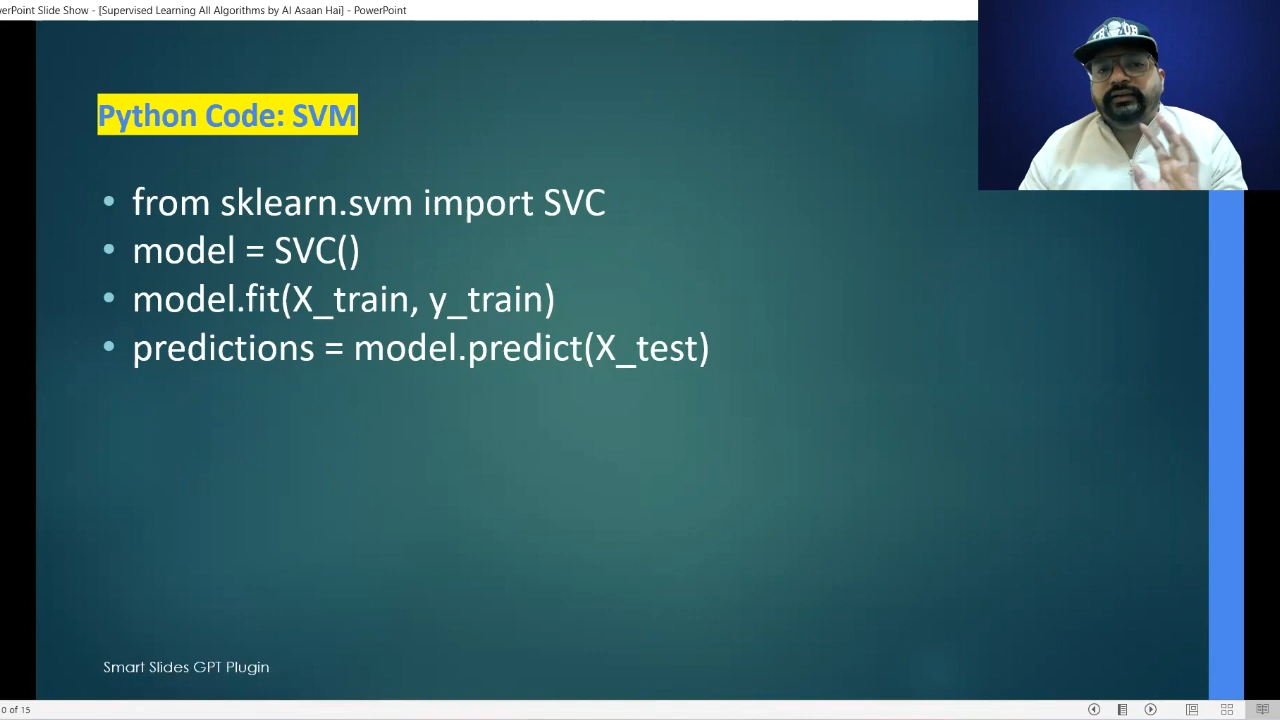 erPoint Slide Show - [Supervised Learning All Algorithms by AI Asaan Hai] - PowerPoint
Python Code: SVM
• from sklearn.svm import SVC
• model = SVC()
• model.fit(X_train, y_train)
• predictions = model.predict(X_test)
Smart Slides GPT Plugin
0 of 15